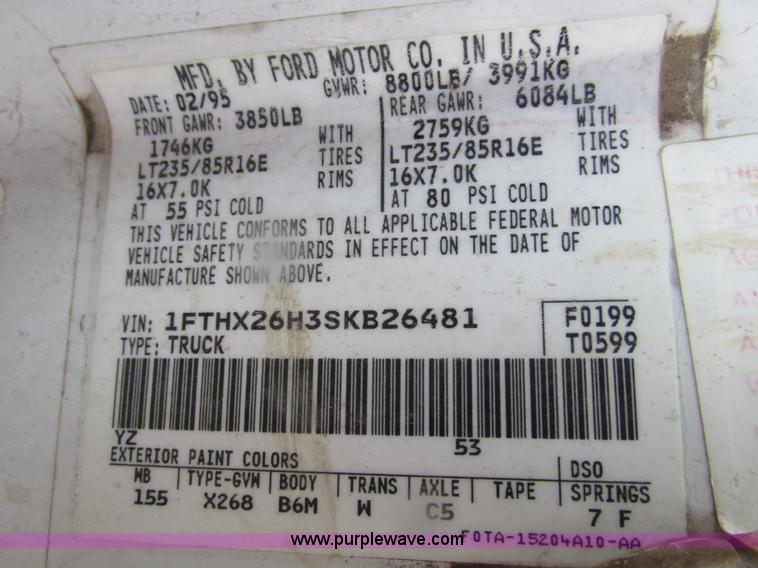 MFD. BY FORD MOTOR CO. IN U.S.A.
DATE: 02/95 GVWR: 8800LB/ 3991KG
FRONT GAWR: 3850LB REAR GAWR: 6084LB
1746KG WITH 2759KG WITH
LT235/85R16E TIRES LT235/85R16E TIRES
16X7.0K RIMS 16X7.0K RIMS
AT 55 PSI COLD AT 80 PSI COLD
THIS VEHICLE CONFORMS TO ALL APPLICABLE FEDERAL MOTOR
VEHICLE SAFETY STANDARDS IN EFFECT ON THE DATE OF
MANUFACTURE SHOWN ABOVE.
VIN: 1FTHX26H3SKB26481 F0199
TYPE: TRUCK T0599
YZ 53
EXTERIOR PAINT COLORS DSO
WB TYPE-GVW BODY TRANS AXLE TAPE SPRINGS
155 X268 B6M W C5 7 F
F0TA-15204A10-AA
www.purplewave.com